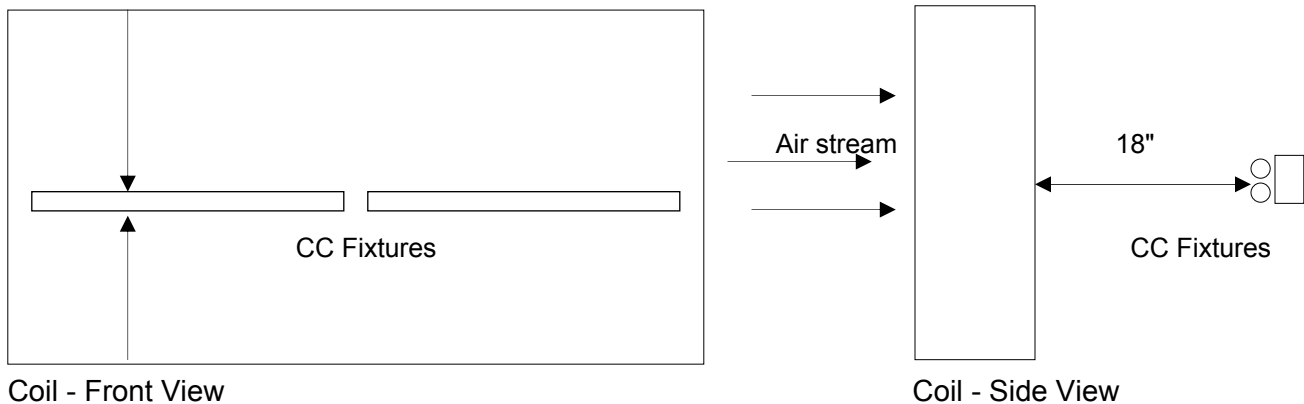 Air stream
18"
CC Fixtures
CC Fixtures
Coil - Front View
Coil - Side View